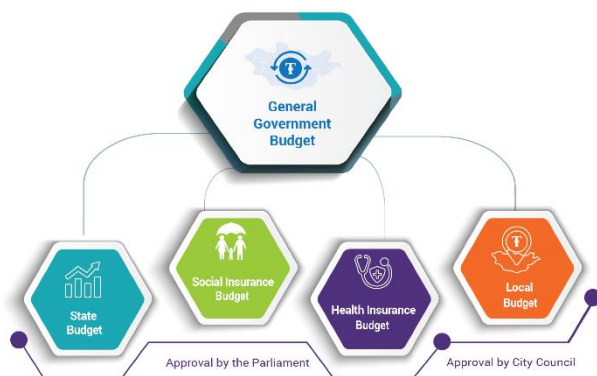 ₮
General
Government
Budget
State
Budget
Social Insurance
Budget
Health Insurance
Budget
₮
Local
Budget
Approval by the Parliament
Approval by City Council